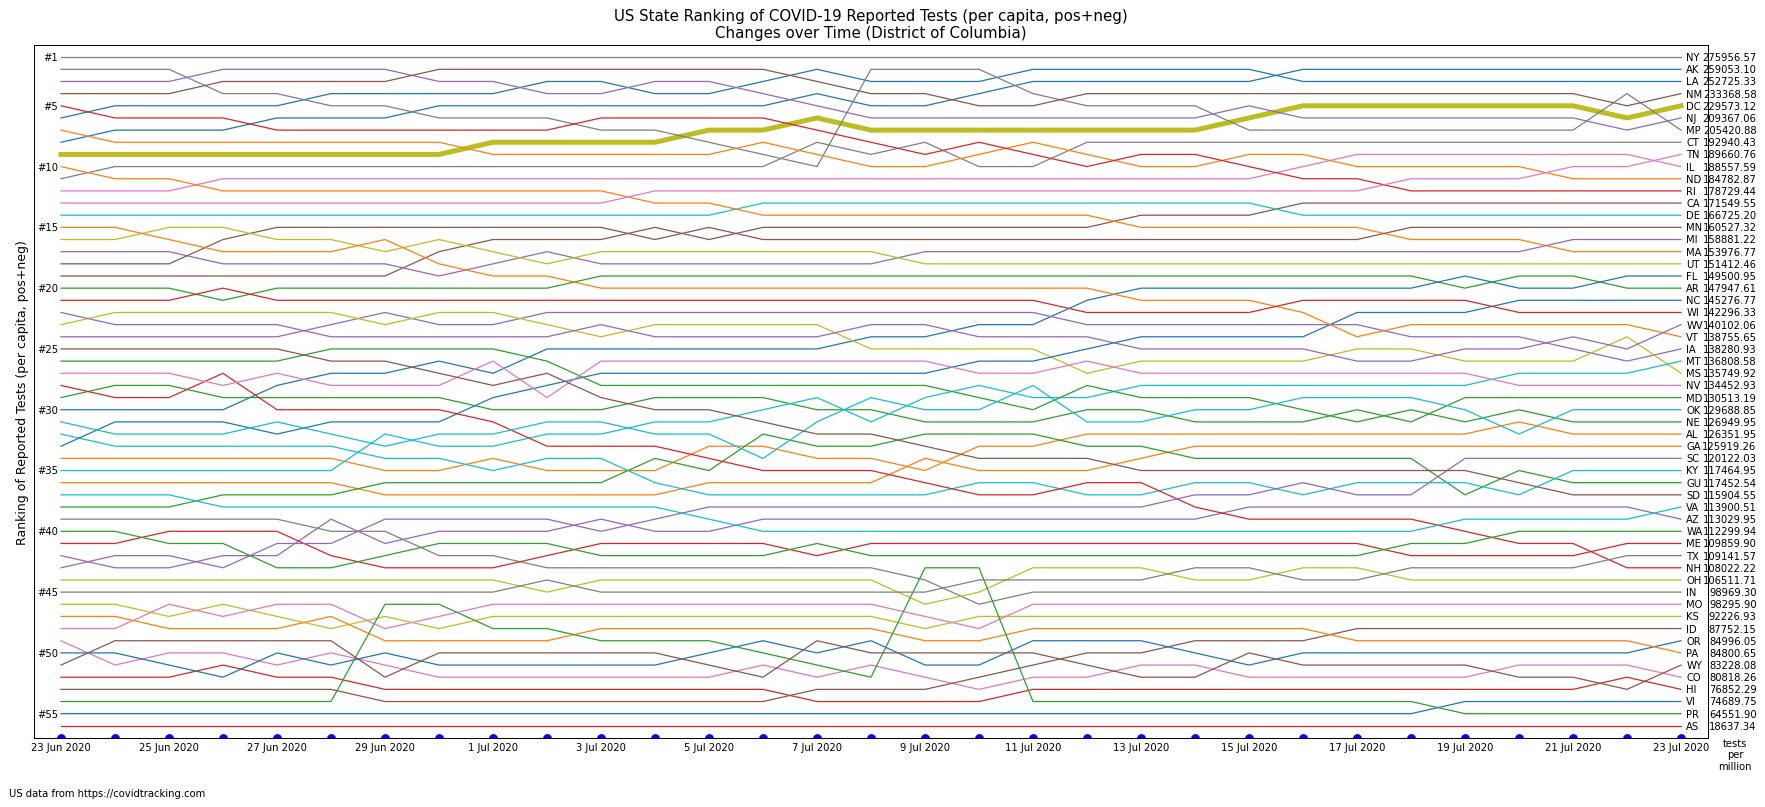 US State Ranking of COVID-19 Reported Tests (per capita, pos+neg)
Changes over Time (District of Columbia)
Ranking of Reported Tests (per capita, pos+neg)
#1
#5
#10
#15
#20
#25
#30
#35
#40
#45
#50
#55
NY 275956.57
AK 259053.10
LA 252725.33
NM 233368.58
DC 229573.12
NJ 209367.06
MP 205420.88
CT 192940.43
TN 189660.76
IL 188557.59
ND 184782.87
RI 178729.44
CA 171549.55
DE 166725.20
MN 160527.32
MI 158881.22
MA 153976.77
UT 151412.46
FL 149500.95
AR 147947.61
NC 145276.77
WI 142296.33
WV 140102.06
VT 138755.65
IA 138280.93
MT 136808.58
MS 135749.92
NV 134452.93
MD 130513.19
OK 129688.85
NE 126949.95
AL 126351.95
GA 125919.26
SC 120122.03
KY 117464.95
GU 117452.54
SD 115904.55
VA 113900.51
AZ 113029.95
WA 112299.94
ME 109859.90
TX 109141.57
NH 108022.22
OH 106511.71
IN 98969.30
MO 98295.90
KS 92226.93
ID 87752.15
OR 84996.05
PA 84800.65
WY 83228.08
CO 80818.26
HI 76852.29
VI 74689.75
PR 64551.90
AS 18637.34
23 Jun 2020 25 Jun 2020 27 Jun 2020 29 Jun 2020 1 Jul 2020 3 Jul 2020 5 Jul 2020 7 Jul 2020 9 Jul 2020 11 Jul 2020 13 Jul 2020 15 Jul 2020 17 Jul 2020 19 Jul 2020 21 Jul 2020 23 Jul 2020
tests
per
million
US data from https://covidtracking.com